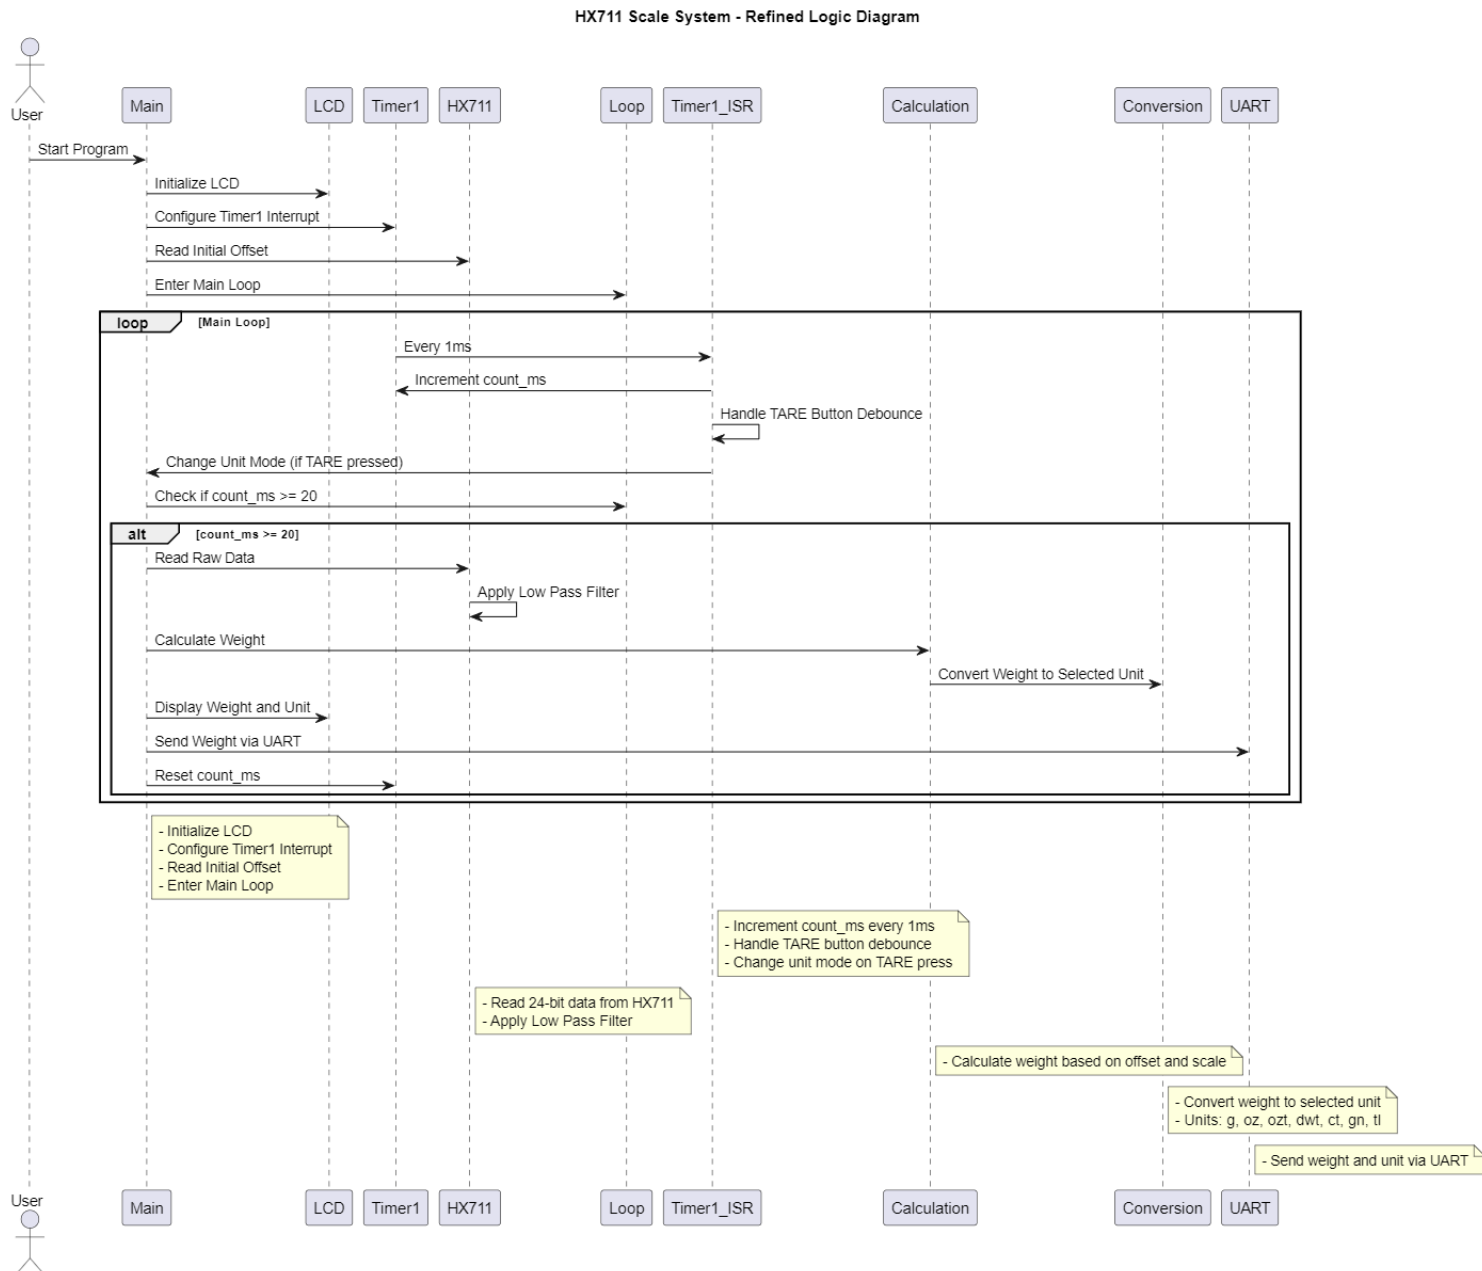 HX711 Scale System - Refined Logic Diagram
User
Main
LCD
Timer1
HX711
Loop
Timer1_ISR
Calculation
Conversion
UART
Start Program
Initialize LCD
Configure Timer1 Interrupt
Read Initial Offset
Enter Main Loop
loop
[Main Loop]
Every 1ms
Increment count_ms
Handle TARE Button Debounce
Change Unit Mode (if TARE pressed)
Check if count_ms >= 20
alt
[count_ms >= 20]
Read Raw Data
Apply Low Pass Filter
Calculate Weight
Convert Weight to Selected Unit
Display Weight and Unit
Send Weight via UART
Reset count_ms
- Initialize LCD
- Configure Timer1 Interrupt
- Read Initial Offset
- Enter Main Loop
- Increment count_ms every 1ms
- Handle TARE button debounce
- Change unit mode on TARE press
- Read 24-bit data from HX711
- Apply Low Pass Filter
- Calculate weight based on offset and scale
- Convert weight to selected unit
- Units: g, oz, ozt, dwt, ct, gn, tl
- Send weight and unit via UART
User
Main
LCD
Timer1
HX711
Loop
Timer1_ISR
Calculation
Conversion
UART